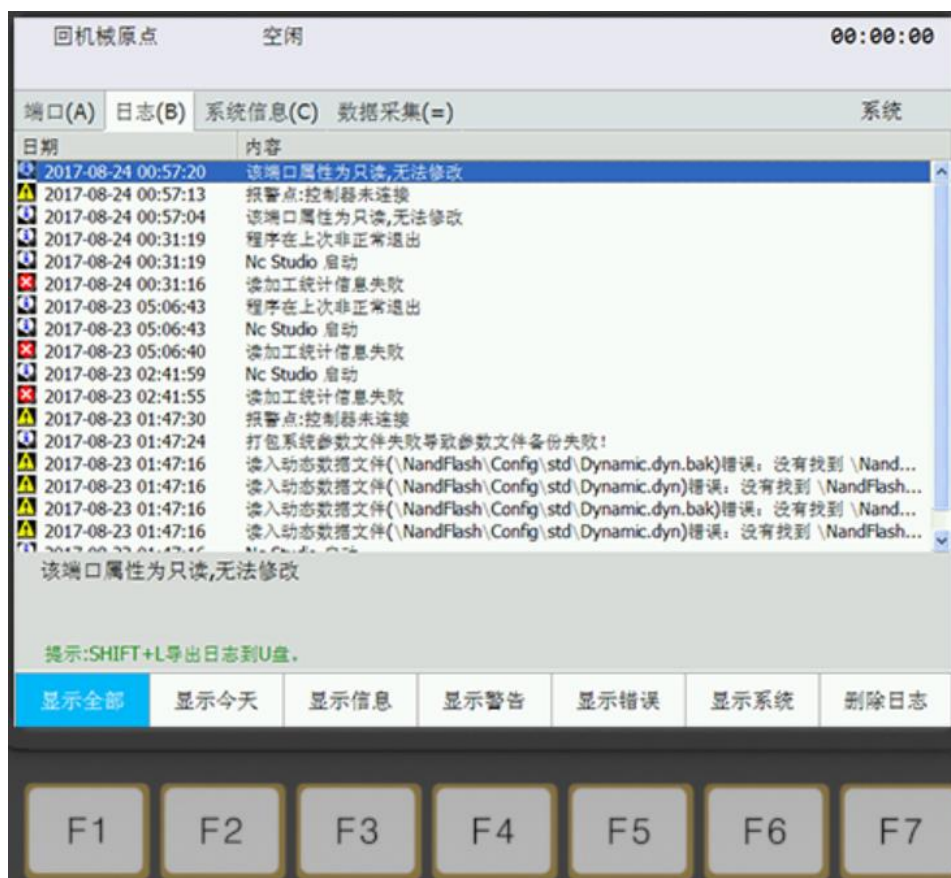 回机械原点 空闲 00:00:00
端口(A) 日志(B) 系统信息(C) 数据采集(=) 系统
日期 内容
2017-08-24 00:57:20 该端口属性为只读,无法修改
2017-08-24 00:57:13 报警点:控制器未连接
2017-08-24 00:57:04 该端口属性为只读,无法修改
2017-08-24 00:31:19 程序在上次非正常退出
2017-08-24 00:31:19 Nc Studio 启动
2017-08-24 00:31:16 读加工统计信息失败
2017-08-23 05:06:43 程序在上次非正常退出
2017-08-23 05:06:43 Nc Studio 启动
2017-08-23 05:06:40 读加工统计信息失败
2017-08-23 02:41:59 Nc Studio 启动
2017-08-23 02:41:55 读加工统计信息失败
2017-08-23 01:47:30 报警点:控制器未连接
2017-08-23 01:47:24 打包系统参数文件失败导致参数文件备份失败!
2017-08-23 01:47:16 读入动态数据文件(\NandFlash\Config\std\Dynamic.dyn.bak)错误: 没有找到 \Nand...
2017-08-23 01:47:16 读入动态数据文件(\NandFlash\Config\std\Dynamic.dyn)错误: 没有找到 \NandFlash...
2017-08-23 01:47:16 读入动态数据文件(\NandFlash\Config\std\Dynamic.dyn.bak)错误: 没有找到 \Nand...
2017-08-23 01:47:16 读入动态数据文件(\NandFlash\Config\std\Dynamic.dyn)错误: 没有找到 \NandFlash...
该端口属性为只读,无法修改
提示:SHIFT+L导出日志到U盘.
显示全部 显示今天 显示信息 显示警告 显示错误 显示系统 删除日志
F1 F2 F3 F4 F5 F6 F7